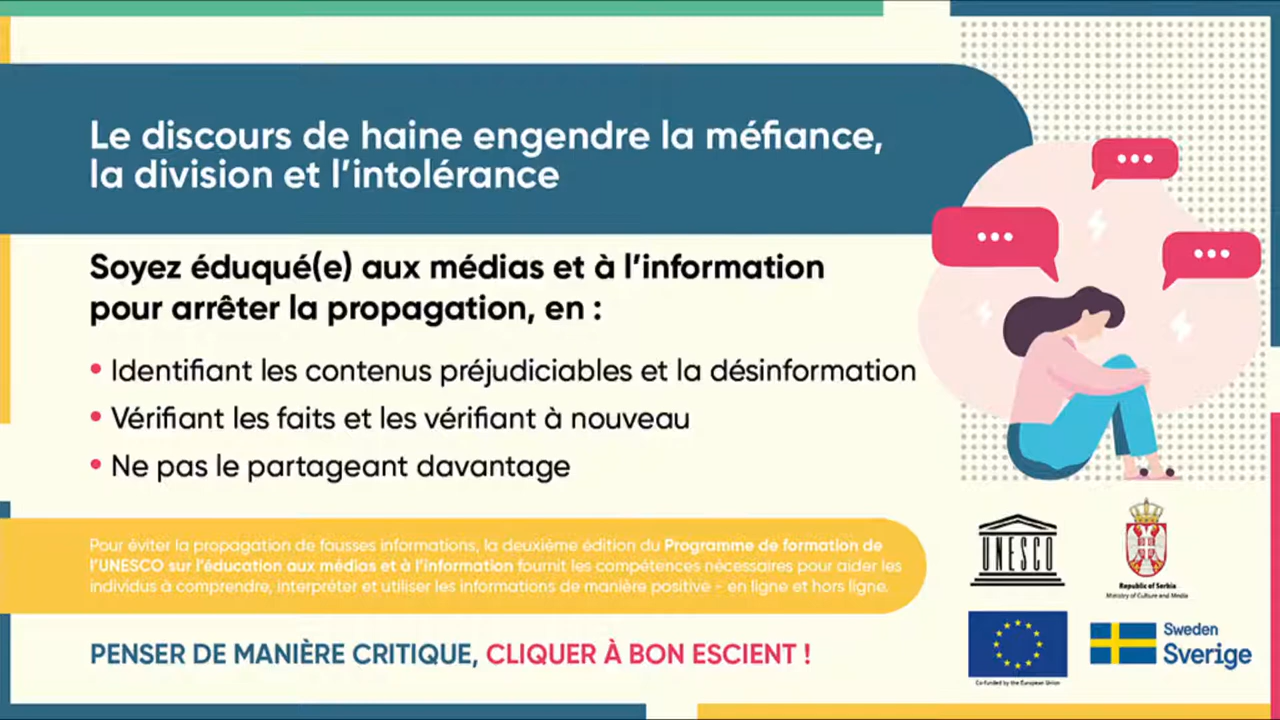 Le discours de haine engendre la méfiance,
la division et l'intolérance
Soyez éduqué(e) aux médias et à l'information
pour arrêter la propagation, en :
• Identifiant les contenus préjudiciables et la désinformation
• Vérifiant les faits et les vérifiant à nouveau
• Ne pas le partageant davantage
Pour éviter la propagation de fausses informations, la deuxième édition du Programme de formation de
l'UNESCO sur l'éducation aux médias et à l'information fournit les compétences nécessaires pour aider les
individus à comprendre, interpréter et utiliser les informations de manière positive - en ligne et hors ligne.
PENSER DE MANIÈRE CRITIQUE, CLIQUER À BON ESCIENT !
UNESCO
Republic of Serbia
Ministry of Culture and Media
Co-funded by the European Union
Sweden
Sverige